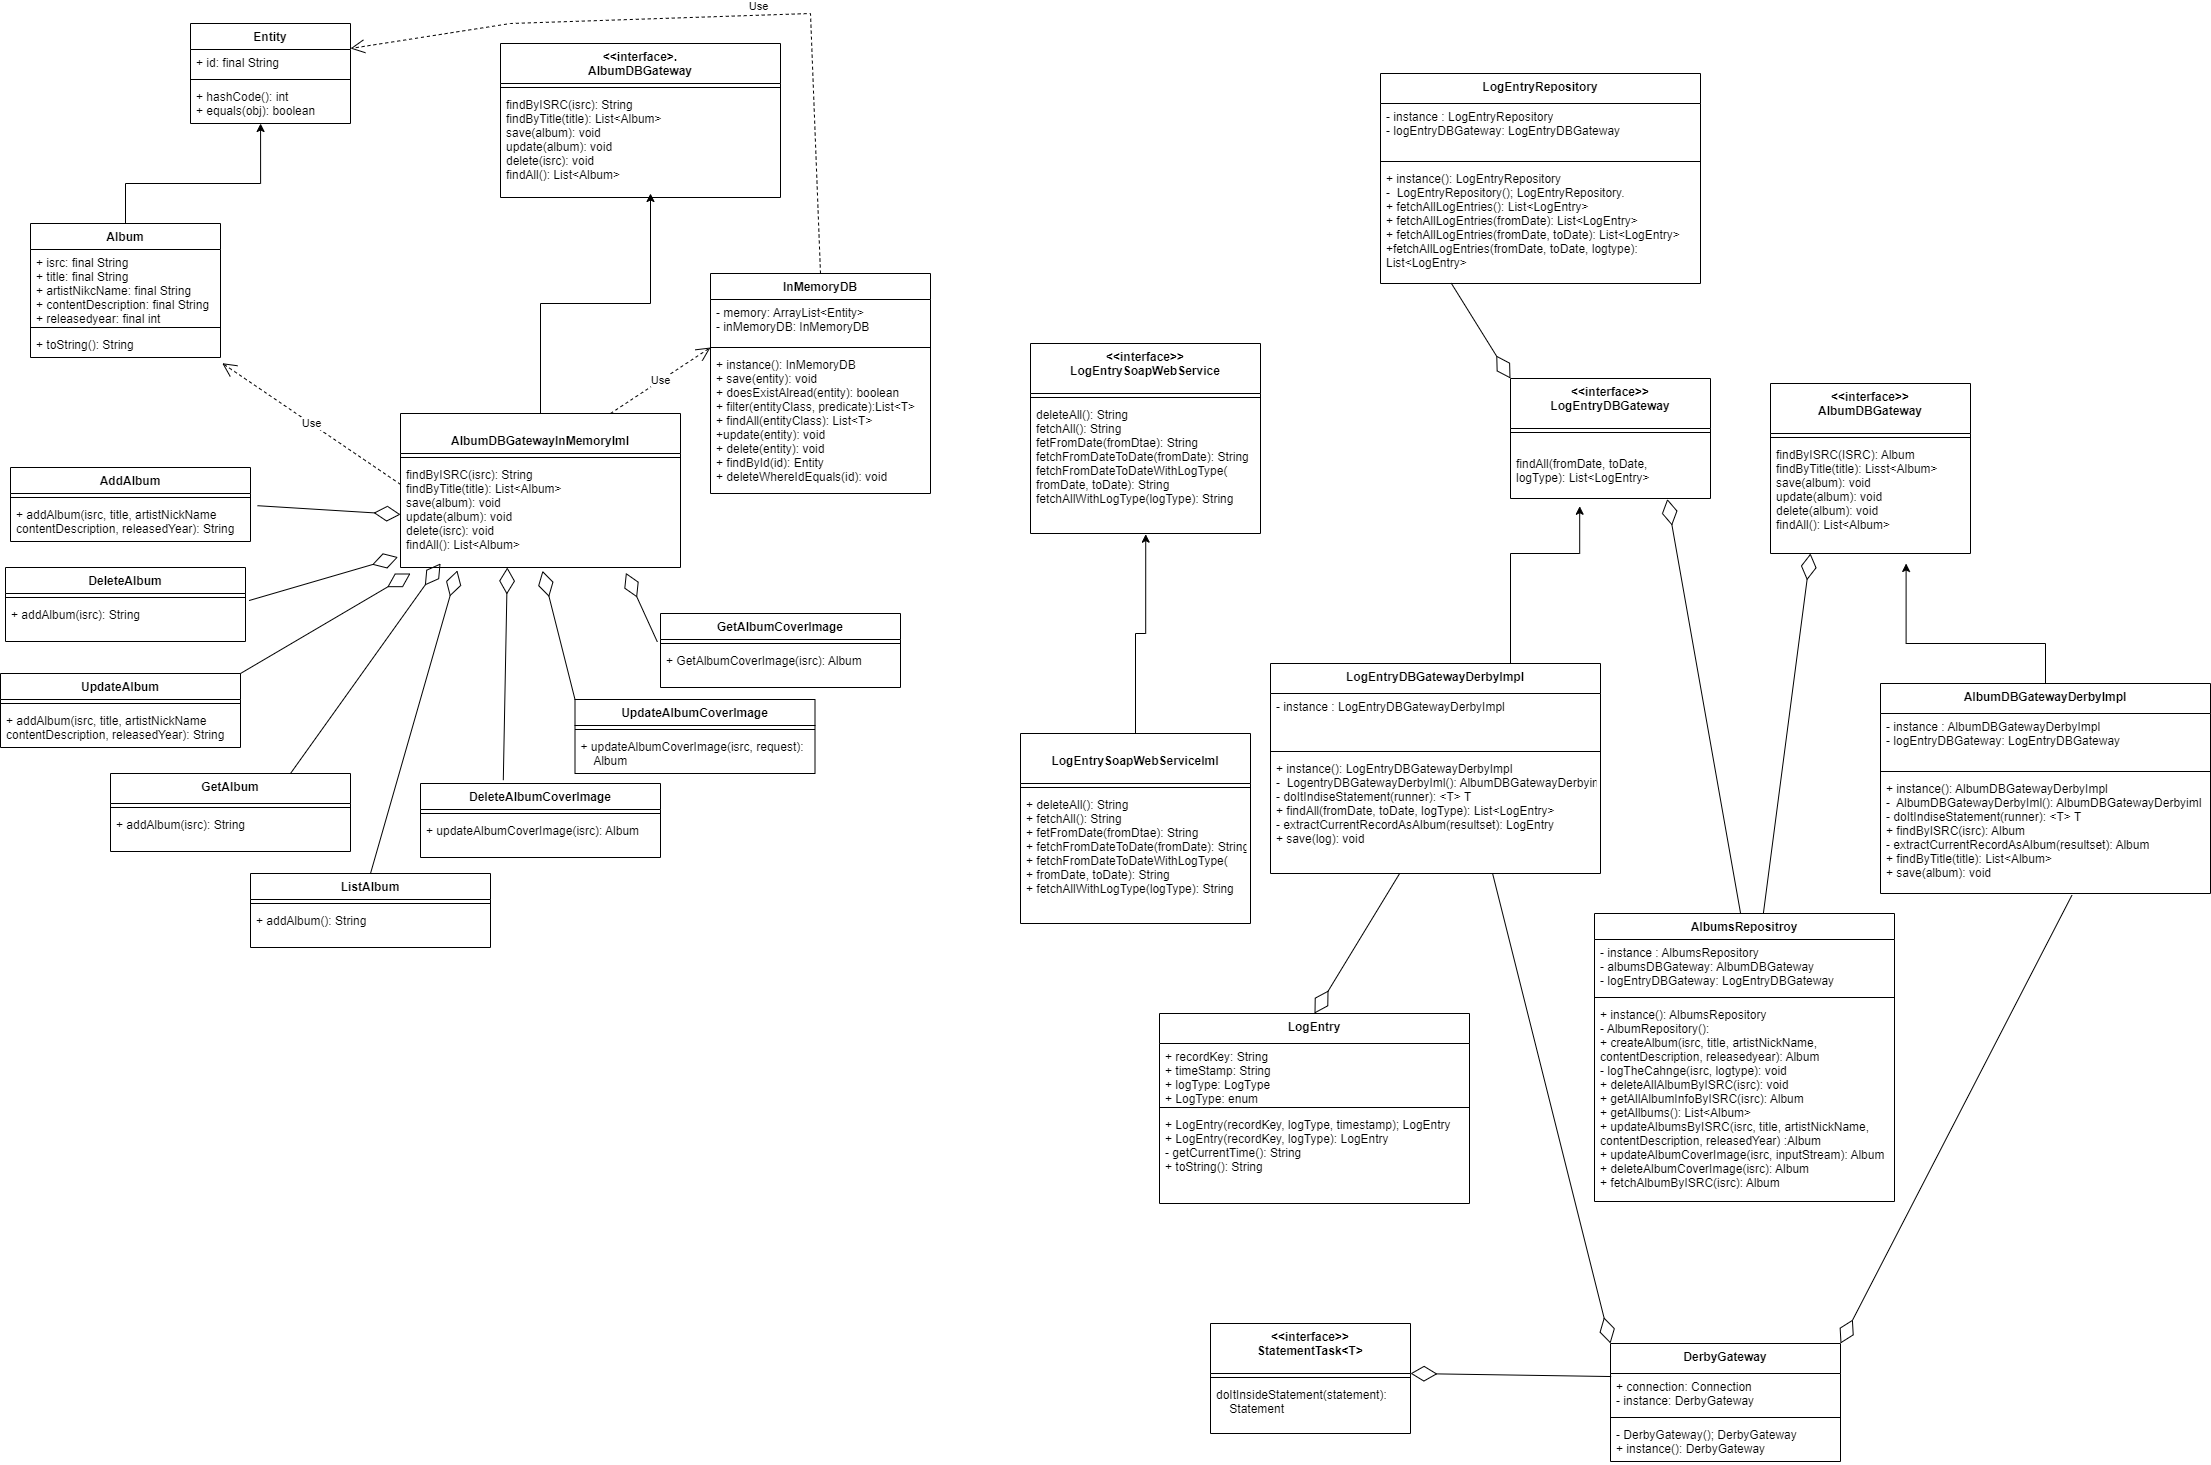 Use
Entity
+ id: final String
+ hashCode(): int
+ equals(obj): boolean
<<interface>.
AlbumDBGateway
findByISRC(isrc): String
findByTitle(title): List<Album>
save(album): void
update(album): void
delete(isrc): void
findAll(): List<Album>
Album
+ isrc: final String
+ title: final String
+ artistNikcName: final String
+ contentDescription: final String
+ releasedyear: final int
+ toString(): String
InMemoryDB
- memory: ArrayList<Entity>
- inMemoryDB: InMemoryDB
+ instance(): InMemoryDB
+ save(entity): void
+ doesExistAlread(entity): boolean
+ filter(entityClass, predicate):List<T>
+ findAll(entityClass): List<T>
+update(entity): void
+ delete(entity): void
+ findById(id): Entity
+ deleteWhereIdEquals(id): void
Use
Use
AlbumDBGatewayInMemoryIml
findByISRC(isrc): String
findByTitle(title): List<Album>
save(album): void
update(album): void
delete(isrc): void
findAll(): List<Album>
AddAlbum
+ addAlbum(isrc, title, artistNickName
contentDescription, releasedYear): String
DeleteAlbum
+ addAlbum(isrc): String
UpdateAlbum
+ addAlbum(isrc, title, artistNickName
contentDescription, releasedYear): String
GetAlbum
+ addAlbum(isrc): String
ListAlbum
+ addAlbum(): String
DeleteAlbumCoverImage
+ updateAlbumCoverImage(isrc): Album
UpdateAlbumCoverImage
+ updateAlbumCoverImage(isrc, request):
Album
GetAlbumCoverImage
+ GetAlbumCoverImage(isrc): Album
LogEntryRepository
- instance : LogEntryRepository
- logEntryDBGateway: LogEntryDBGateway
+ instance(): LogEntryRepository
- LogEntryRepository(); LogEntryRepository.
+ fetchAllLogEntries(): List<LogEntry>
+ fetchAllLogEntries(fromDate): List<LogEntry>
+ fetchAllLogEntries(fromDate, toDate): List<LogEntry>
+fetchAllLogEntries(fromDate, toDate, logtype):
List<LogEntry>
<<interface>>
LogEntrySoapWebService
deleteAll(): String
fetchAll(): String
fetFromDate(fromDtae): String
fetchFromDateToDate(fromDate): String
fetchFromDateToDateWithLogType(
fromDate, toDate): String
fetchAllWithLogType(logType): String
<<interface>>
LogEntryDBGateway
findAll(fromDate, toDate,
logType): List<LogEntry>
<<interface>>
AlbumDBGateway
findByISRC(ISRC): Album
findByTitle(title): Lisst<Album>
save(album): void
update(album): void
delete(album): void
findAll(): List<Album>
LogEntrySoapWebServiceIml
+ deleteAll(): String
+ fetchAll(): String
+ fetFromDate(fromDtae): String
+ fetchFromDateToDate(fromDate): String
+ fetchFromDateToDateWithLogType(
+ fromDate, toDate): String
+ fetchAllWithLogType(logType): String
LogEntryDBGatewayDerbyImpl
- instance : LogEntryDBGatewayDerbyImpl
+ instance(): LogEntryDBGatewayDerbyImpl
- LogentryDBGatewayDerbyIml(): AlbumDBGatewayDerbyin
- doItIndiseStatement(runner): <T> T
+ findAll(fromDate, toDate, logType): List<LogEntry>
- extractCurrentRecordAsAlbum(resultset): LogEntry
+ save(log): void
AlbumDBGatewayDerbyImpl
- instance : AlbumDBGatewayDerbyImpl
- logEntryDBGateway: LogEntryDBGateway
+ instance(): AlbumDBGatewayDerbyImpl
- AlbumDBGatewayDerbyIml(): AlbumDBGatewayDerbyiml
- doItIndiseStatement(runner): <T> T
+ findByISRC(isrc): Album
- extractCurrentRecordAsAlbum(resultset): Album
+ findByTitle(title): List<Album>
+ save(album): void
AlbumsRepositroy
- instance : AlbumsRepository
- albumsDBGateway: AlbumDBGateway
- logEntryDBGateway: LogEntryDBGateway
+ instance(): AlbumsRepository
- AlbumRepository():
+ createAlbum(isrc, title, artistNickName,
contentDescription, releasedyear): Album
- logTheCahnge(isrc, logtype): void
+ deleteAllAlbumByISRC(isrc): void
+ getAllAlbumInfoByISRC(isrc): Album
+ getAllbums(): List<Album>
+ updateAlbumsByISRC(isrc, title, artistNickName,
contentDescription, releasedYear) :Album
+ updateAlbumCoverImage(isrc, inputStream): Album
+ deleteAlbumCoverImage(isrc): Album
+ fetchAlbumByISRC(isrc): Album
LogEntry
+ recordKey: String
+ timeStamp: String
+ logType: LogType
+ LogType: enum
+ LogEntry(recordKey, logType, timestamp); LogEntry
+ LogEntry(recordKey, logType): LogEntry
- getCurrentTime(): String
+ toString(): String
<<interface>>
StatementTask<T>
doItInsideStatement(statement):
Statement
DerbyGateway
+ connection: Connection
- instance: DerbyGateway
- DerbyGateway(); DerbyGateway
+ instance(): DerbyGateway